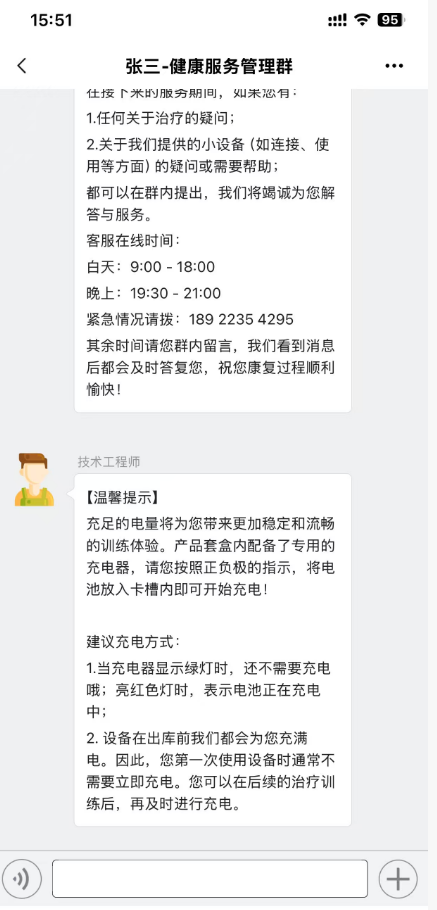 15:51
95
张三-健康服务管理群
在接下来的服务期间，如果您有：
1.任何关于治疗的疑问；
2.关于我们提供的小设备（如连接、使
用等方面）的疑问或需要帮助；
都可以在群内提出，我们将竭诚为您解
答与服务。
客服在线时间：
白天：9:00 - 18:00
晚上：19:30 - 21:00
紧急情况请拨：189 2235 4295
其余时间请您群内留言，我们看到消息
后都会及时答复您，祝您康复过程顺利
愉快！
技术工程师
【温馨提示】
充足的电量将为您带来更加稳定和流畅
的训练体验。产品套盒内配备了专用的
充电器，请您按照正负极的指示，将电
池放入卡槽内即可开始充电！
建议充电方式：
1.当充电器显示绿灯时，还不需要充电
哦；亮红色灯时，表示电池正在充电
中；
2. 设备在出库前我们都会为您充满
电。因此，您第一次使用设备时通常不
需要立即充电。您可以在后续的治疗训
练后，再及时进行充电。